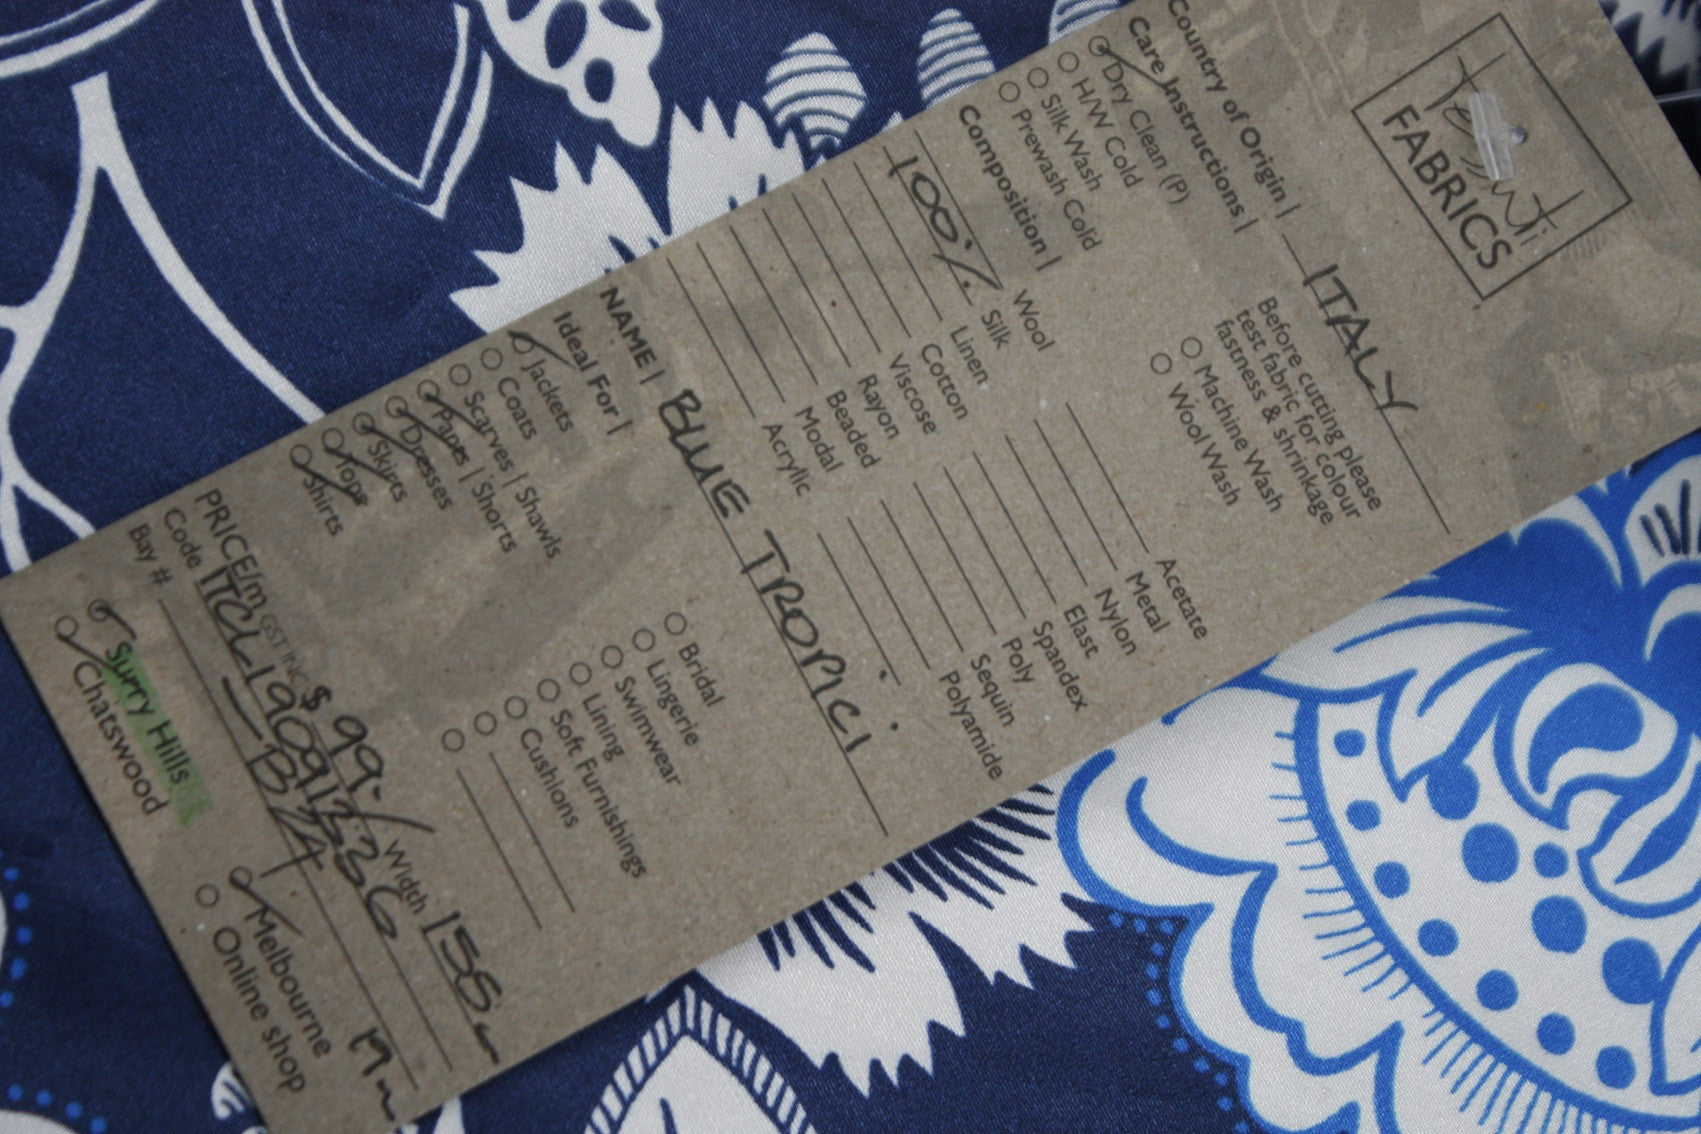 Tessuti
FABRICS
Country of Origin | ITALY
Care Instructions |
Dry Clean (P)
H/W Cold
Silk Wash
Prewash Cold
Before cutting please
test fabric for colour
fastness & shrinkage
Machine Wash
Wool Wash
Composition |
Wool
100% Silk
Linen
Cotton
Viscose
Rayon
Beaded
Modal
Acrylic
Acetate
Metal
Nylon
Elast
Spandex
Poly
Sequin
Polyamide
NAME | BLUE TROPICI
Ideal For |
Jackets
Coats
Scarves | Shawls
Pants | Shorts
Dresses
Skirts
Tops
Shirts
Bridal
Lingerie
Swimwear
Lining
Soft Furnishings
Cushions
PRICE/m GST INC $ 99./ Width 158
Code
Bay #
Surry Hills
Chatswood
Melbourne
Online shop